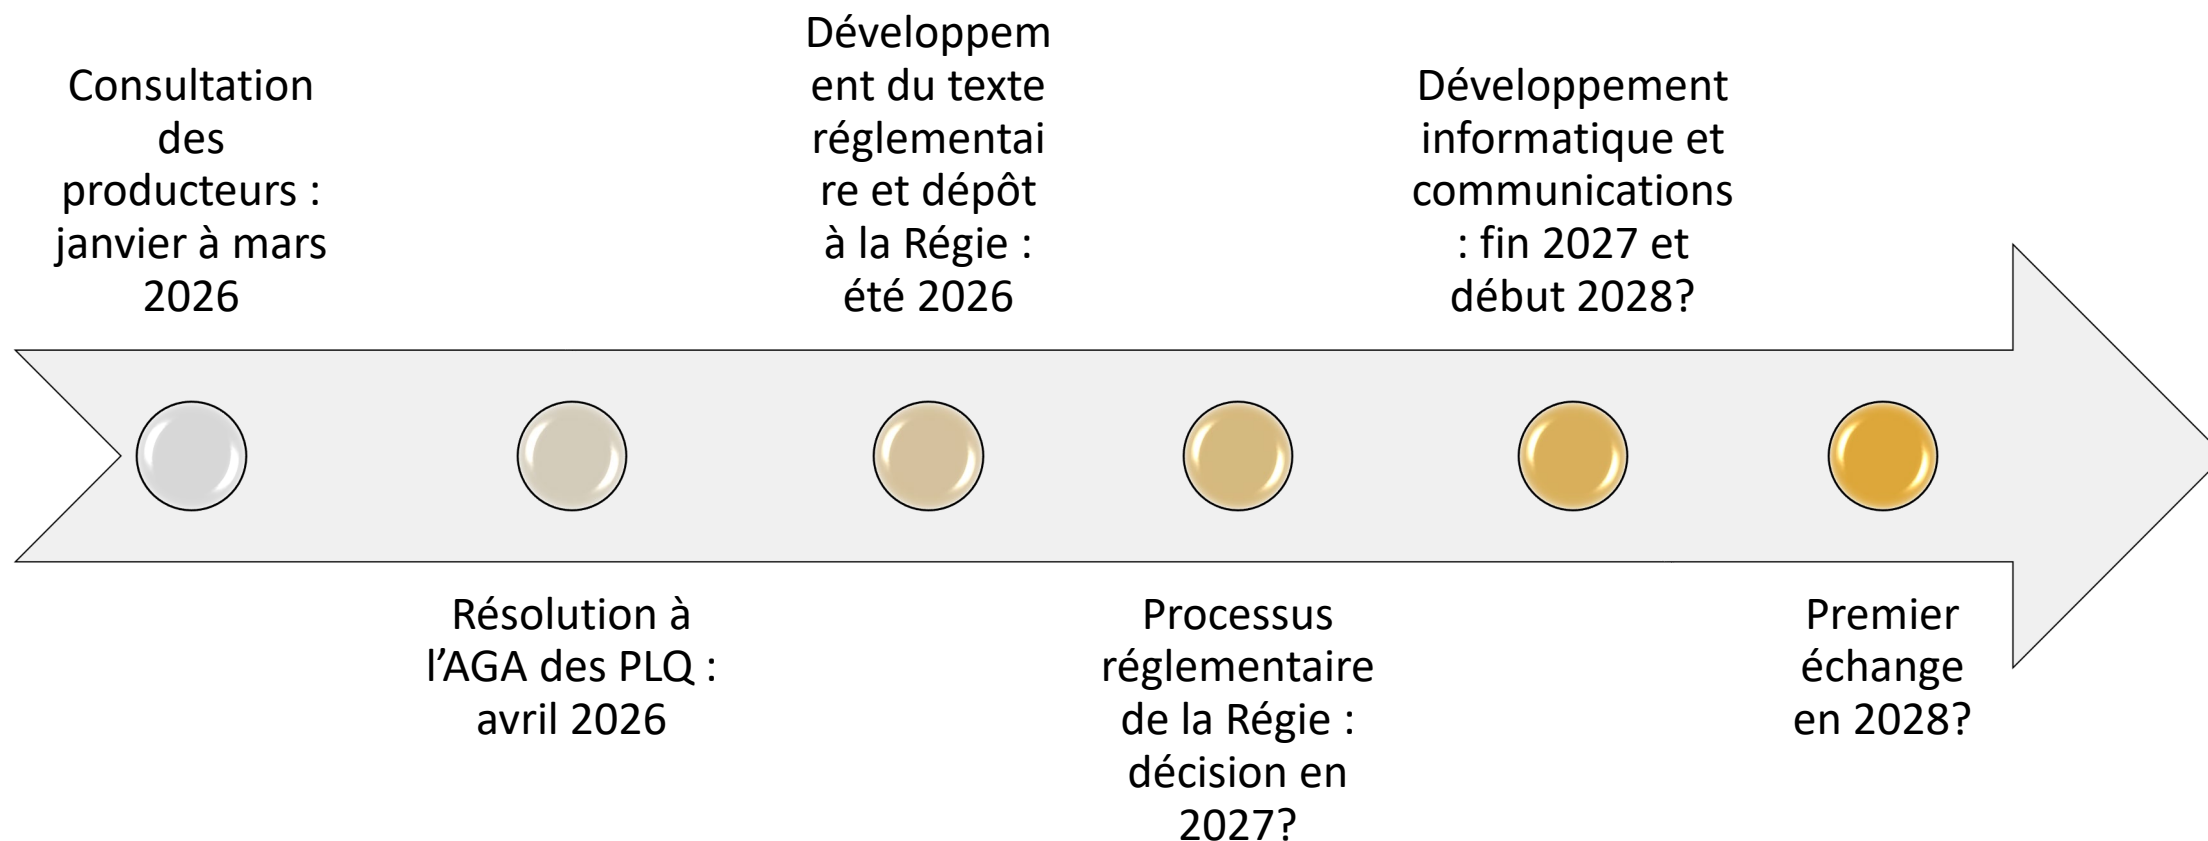 Consultation
des
producteurs :
janvier à mars
2026
Résolution à
l’AGA des PLQ :
avril 2026
Développem
ent du texte
réglementai
re et dépôt
à la Régie :
été 2026
Processus
réglementaire
de la Régie :
décision en
2027?
Développement
informatique et
communications
: fin 2027 et
début 2028?
Premier
échange
en 2028?